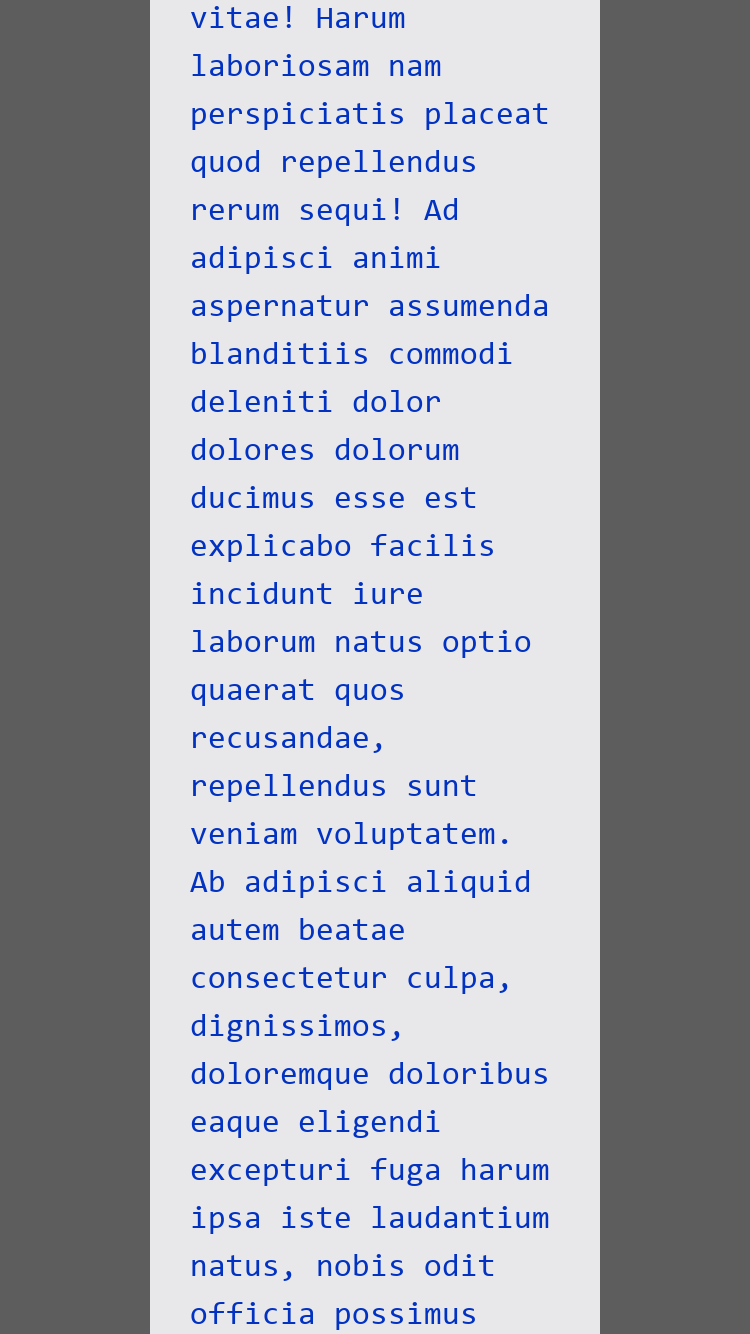 vitae! Harum
laboriosam nam
perspiciatis placeat
quod repellendus
rerum sequi! Ad
adipisci animi
aspernatur assumenda
blanditiis commodi
deleniti dolor
dolores dolorum
ducimus esse est
explicabo facilis
incidunt iure
laborum natus optio
quaerat quos
recusandae,
repellendus sunt
veniam voluptatem.
Ab adipisci aliquid
autem beatae
consectetur culpa,
dignissimos,
doloremque doloribus
eaque eligendi
excepturi fuga harum
ipsa iste laudantium
natus, nobis odit
officia possimus